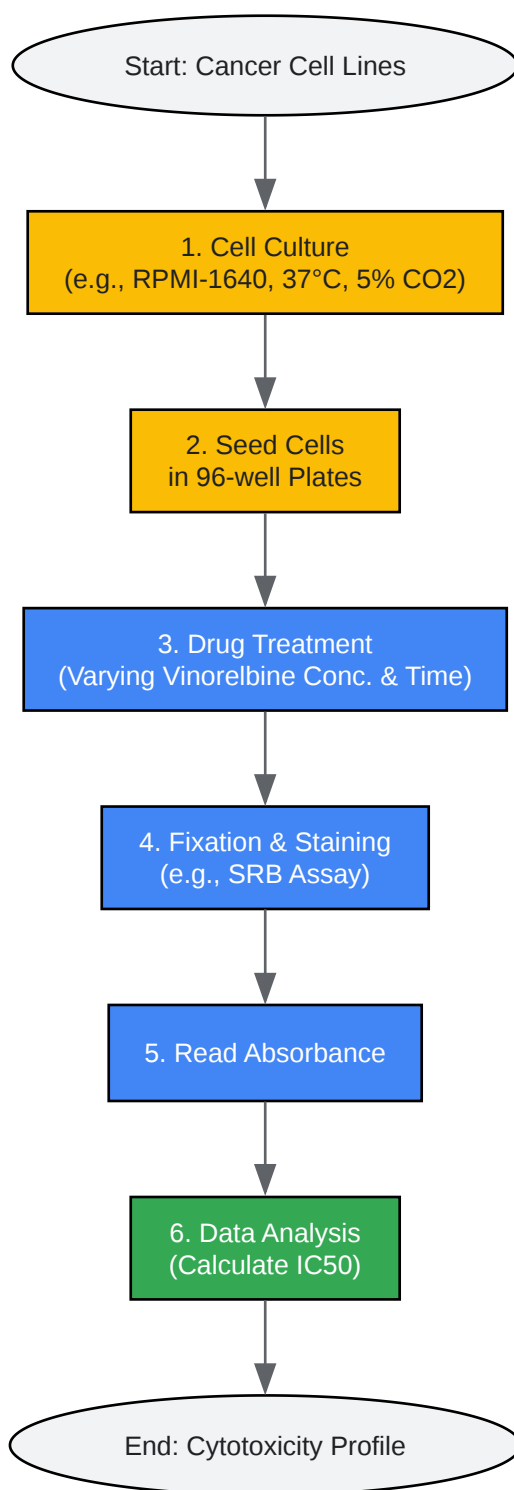 Start: Cancer Cell Lines
1. Cell Culture
(e.g., RPMI-1640, 37°C, 5% CO2)
2. Seed Cells
in 96-well Plates
3. Drug Treatment
(Varying Vinorelbine Conc. & Time)
4. Fixation & Staining
(e.g., SRB Assay)
5. Read Absorbance
6. Data Analysis
(Calculate IC50)
End: Cytotoxicity Profile